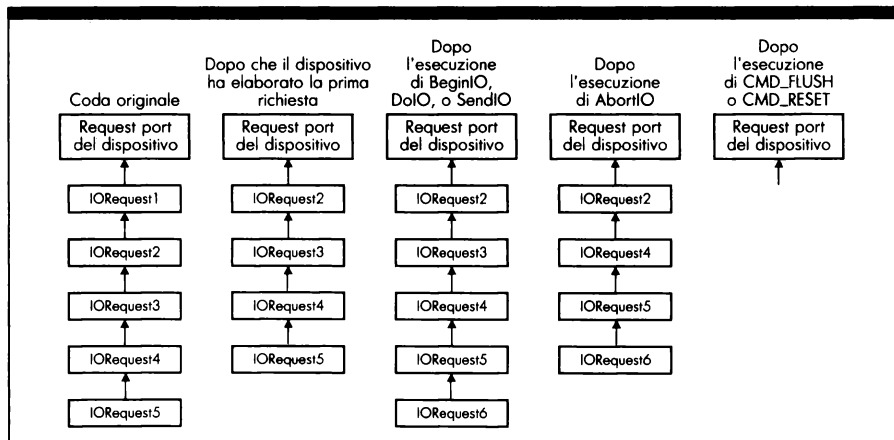 Coda originale
Request port
del dispositivo
IORequest1
IORequest2
IORequest3
IORequest4
IORequest5
Dopo che il dispositivo
ha elaborato la prima
richiesta
Request port
del dispositivo
IORequest2
IORequest3
IORequest4
IORequest5
Dopo
l'esecuzione
di BeginIO,
DoIO, o SendIO
Request port
del dispositivo
IORequest2
IORequest3
IORequest4
IORequest5
IORequest6
Dopo
l'esecuzione
di AbortIO
Request port
del dispositivo
IORequest2
IORequest4
IORequest5
IORequest6
Dopo
l'esecuzione
di CMD_FLUSH
o CMD_RESET
Request port
del dispositivo